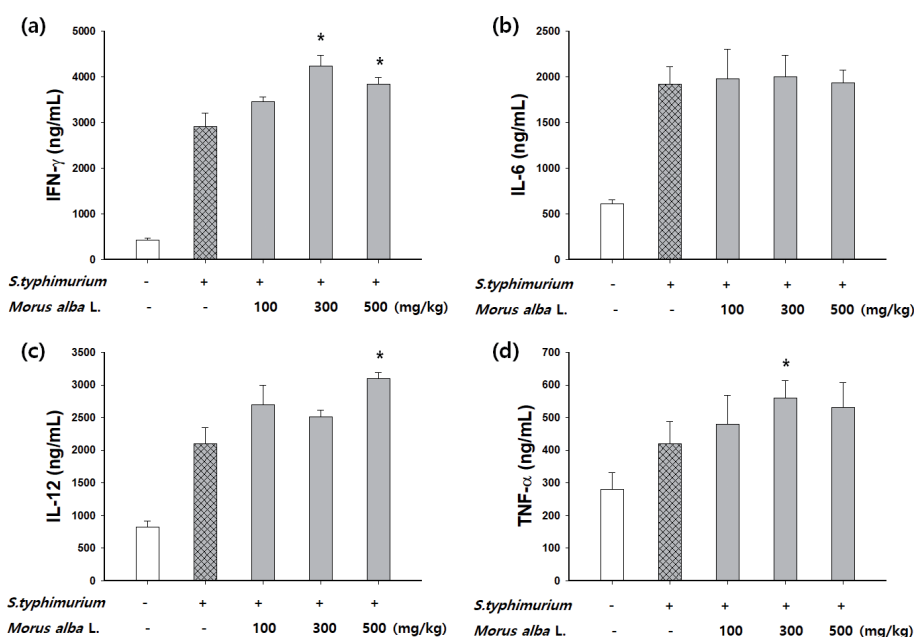 (a)
IFN-γ (ng/mL)
5000
4000
3000
2000
1000
0
*
*
S.typhimurium - + + + +
Morus alba L. - - 100 300 500 (mg/kg)
(b)
IL-6 (ng/mL)
2500
2000
1500
1000
500
0
S.typhimurium - + + + +
Morus alba L. - - 100 300 500 (mg/kg)
(c)
IL-12 (ng/mL)
3500
3000
2500
2000
1500
1000
500
0
*
S.typhimurium - + + + +
Morus alba L. - - 100 300 500 (mg/kg)
(d)
TNF-α (ng/mL)
700
600
500
400
300
200
100
0
*
S.typhimurium - + + + +
Morus alba L. - - 100 300 500 (mg/kg)